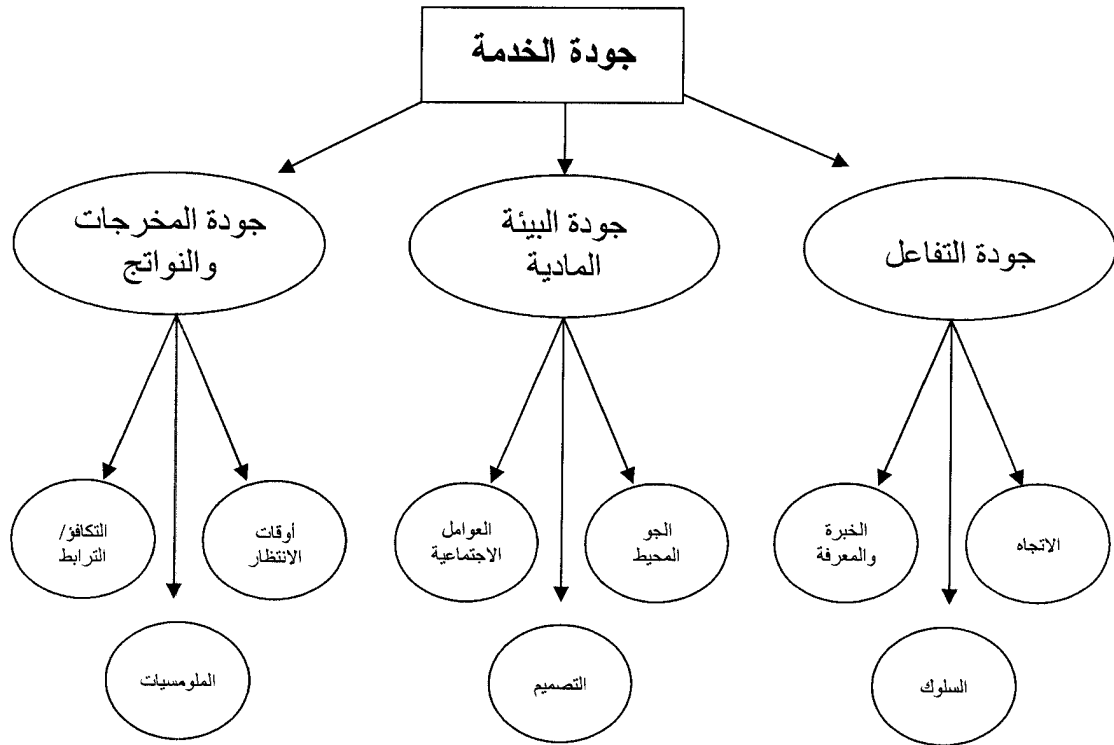 جودة الخدمة
جودة التفاعل
جودة البيئة
المادية
جودة المخرجات
والنواتج
الاتجاه
الخبرة
والمعرفة
السلوك
الجو
المحيط
العوامل
الاجتماعية
التصميم
أوقات
الانتظار
التكافؤ/
الترابط
الملومسيات